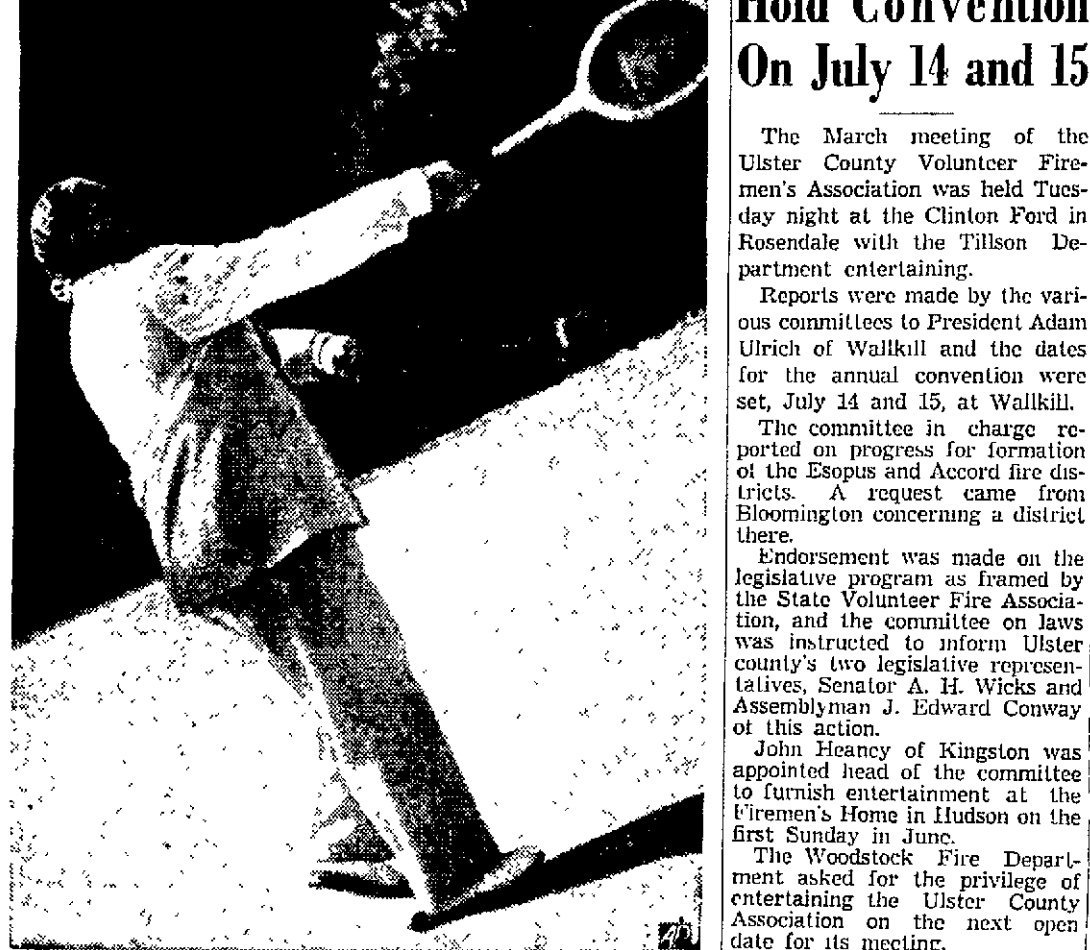 Hold Convention
On July 14 and 15
The March meeting of the
Ulster County Volunteer Fire-
men's Association was held Tues-
day night at the Clinton Ford in
Rosendale with the Tillson De-
partment entertaining.
Reports were made by the vari-
ous committees to President Adam
Ulrich of Wallkill and the dates
for the annual convention were
set, July 14 and 15, at Wallkill.
The committee in charge re-
ported on progress for formation
of the Esopus and Accord fire dis-
tricts. A request came from
Bloomington concerning a district
there.
Endorsement was made on the
legislative program as framed by
the State Volunteer Fire Associa-
tion, and the committee on laws
was instructed to inform Ulster
county's two legislative represen-
tatives, Senator A. H. Wicks and
Assemblyman J. Edward Conway
of this action.
John Heaney of Kingston was
appointed head of the committee
to furnish entertainment at the
Firemen's Home in Hudson on the
first Sunday in June.
The Woodstock Fire Depart-
ment asked for the privilege of
entertaining the Ulster County
Association on the next open
date for its meeting.